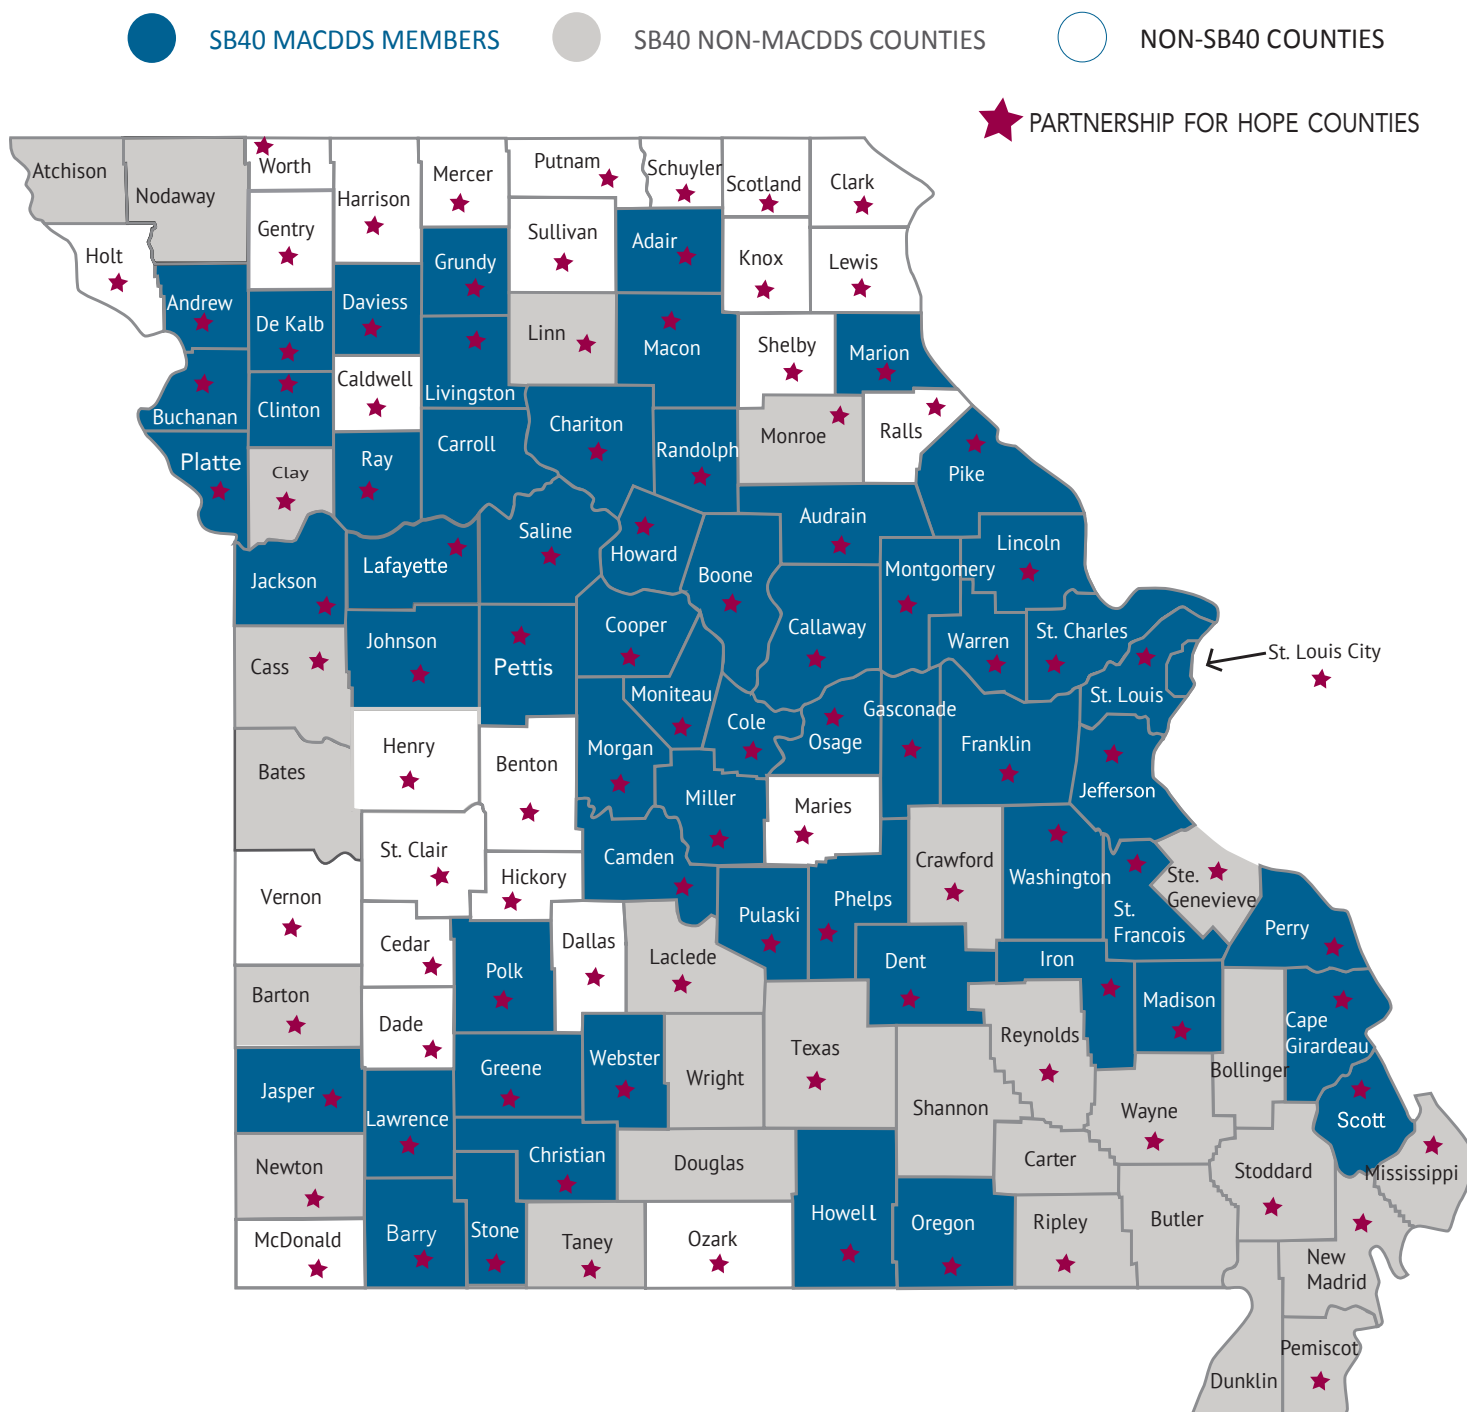 SB40 MACDDS MEMBERS
SB40 NON-MACDDS COUNTIES
NON-SB40 COUNTIES
PARTNERSHIP FOR HOPE COUNTIES
Atchison
Nodaway
Worth
Harrison
Mercer
Putnam
Schuyler
Scotland
Clark
Holt
Gentry
Sullivan
Adair
Knox
Lewis
Grundy
Andrew
De Kalb
Daviess
Linn
Macon
Shelby
Marion
Buchanan
Clinton
Caldwell
Livingston
Chariton
Randolph
Monroe
Ralls
Pike
Platte
Clay
Ray
Carroll
Saline
Howard
Audrain
Lincoln
Jackson
Lafayette
Boone
Montgomery
Cass
Johnson
Pettis
Cooper
Callaway
Warren
St. Charles
St. Louis City
St. Louis
Moniteau
Cole
Osage
Gasconade
Franklin
Jefferson
Bates
Henry
Benton
Morgan
Miller
Maries
St. Clair
Hickory
Camden
Pulaski
Phelps
Crawford
Washington
St.
Francois
Ste.
Genevieve
Perry
Vernon
Cedar
Polk
Dallas
Laclede
Dent
Iron
Madison
Cape
Girardeau
Barton
Dade
Greene
Webster
Wright
Texas
Reynolds
Bollinger
Jasper
Lawrence
Christian
Douglas
Shannon
Wayne
Scott
Newton
Carter
Stoddard
Mississippi
McDonald
Barry
Stone
Taney
Ozark
Howell
Oregon
Ripley
Butler
New
Madrid
Pemiscot
Dunklin